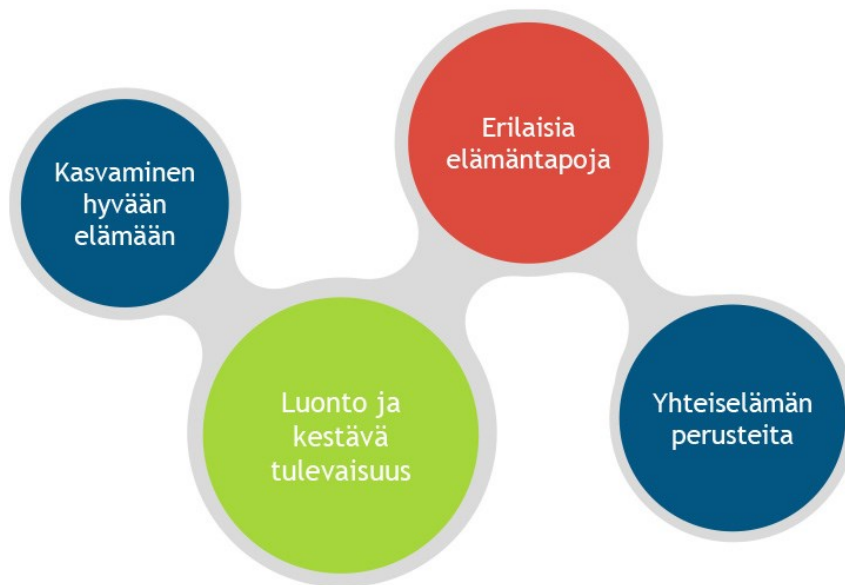 Kasvaminen
hyvään
elämään
Erilaisia
elämäntapoja
Luonto ja
kestävä
tulevaisuus
Yhteiselämän
perusteita